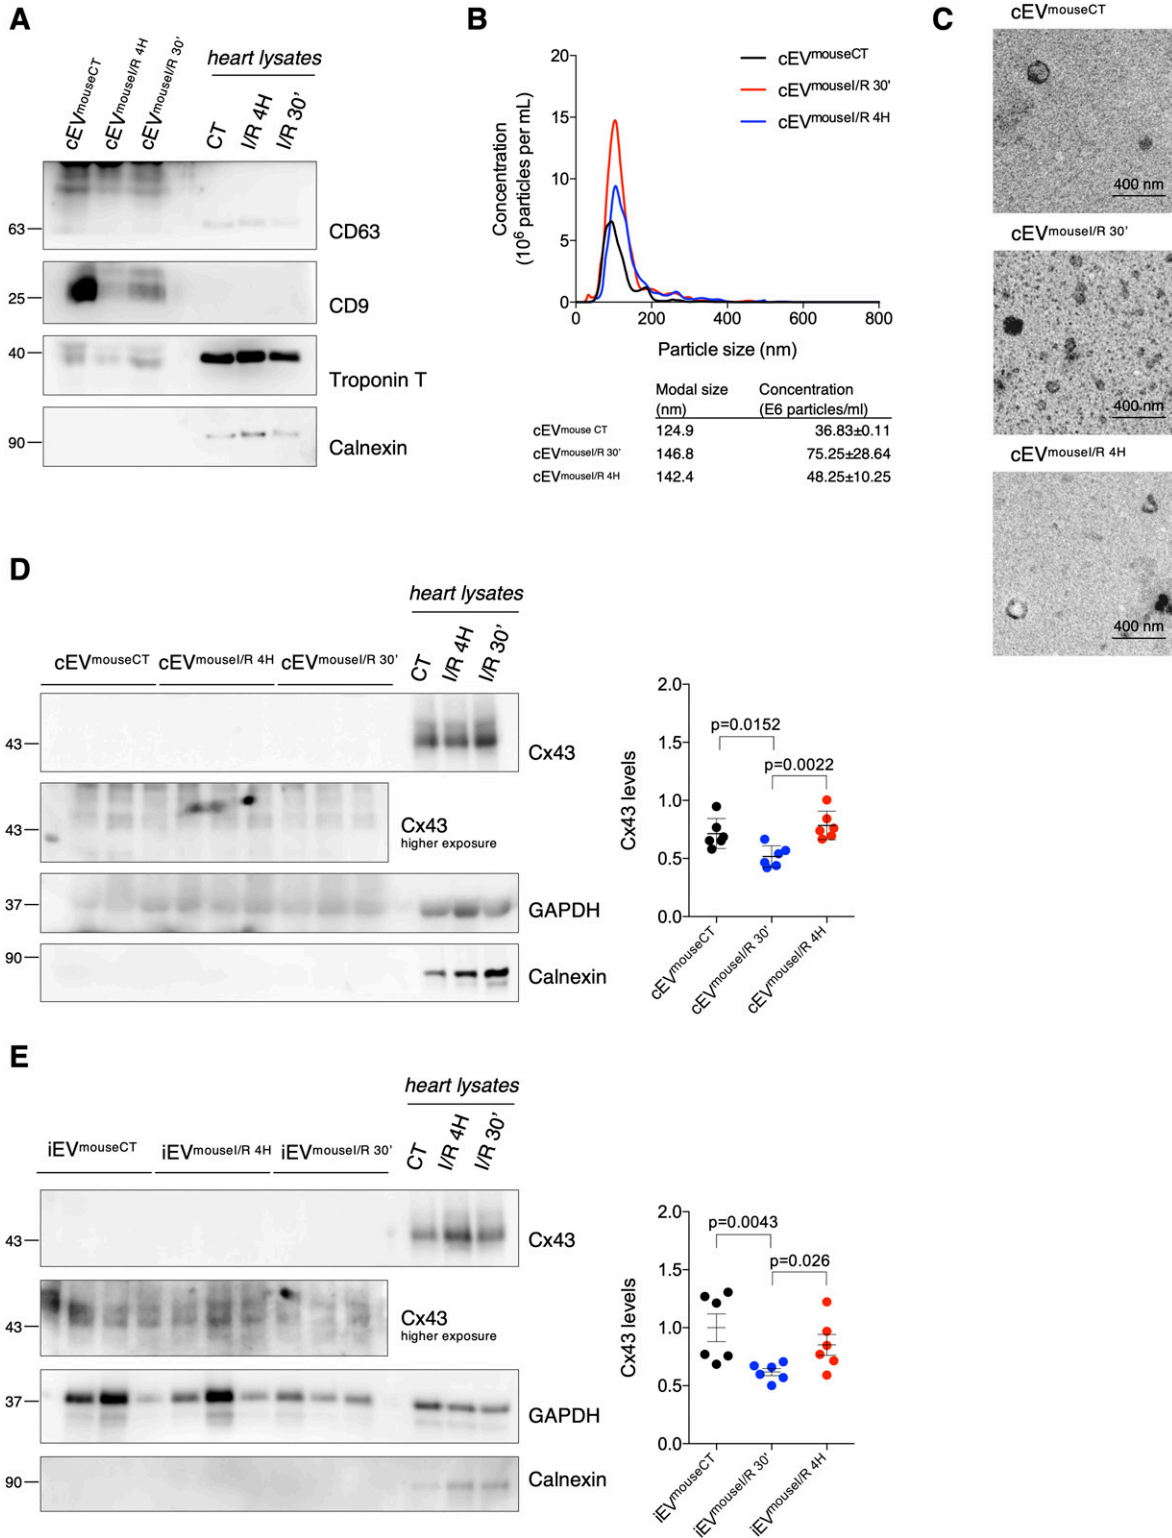 A
cEVmouseCT
cEVmouseI/R 4H
cEVmouseI/R 30'
heart lysates
CT
I/R 4H
I/R 30'
63
CD63
25
CD9
40
Troponin T
90
Calnexin
B
20
15
10
5
0
Concentration
(10⁶ particles per mL)
cEVmouseCT
cEVmouseI/R 30'
cEVmouseI/R 4H
0 200 400 600 800
Particle size (nm)
Modal size Concentration
(nm) (E6 particles/ml)
cEVmouse CT 124.9 36.83±0.11
cEVmouseI/R 30' 146.8 75.25±28.64
cEVmouseI/R 4H 142.4 48.25±10.25
C
cEVmouseCT
400 nm
cEVmouseI/R 30'
400 nm
cEVmouseI/R 4H
400 nm
D
heart lysates
cEVmouseCT cEVmouseI/R 4H cEVmouseI/R 30'
CT
I/R 4H
I/R 30'
43
Cx43
43
Cx43
higher exposure
37
GAPDH
90
Calnexin
2.0
1.5
1.0
0.5
0.0
Cx43 levels
p=0.0152
p=0.0022
cEVmouseCT
cEVmouseI/R 30'
cEVmouseI/R 4H
E
heart lysates
iEVmouseCT iEVmouseI/R 4H iEVmouseI/R 30'
CT
I/R 4H
I/R 30'
43
Cx43
43
Cx43
higher exposure
37
GAPDH
90
Calnexin
2.0
1.5
1.0
0.5
0.0
Cx43 levels
p=0.0043
p=0.026
iEVmouseCT
iEVmouseI/R 30'
iEVmouseI/R 4H